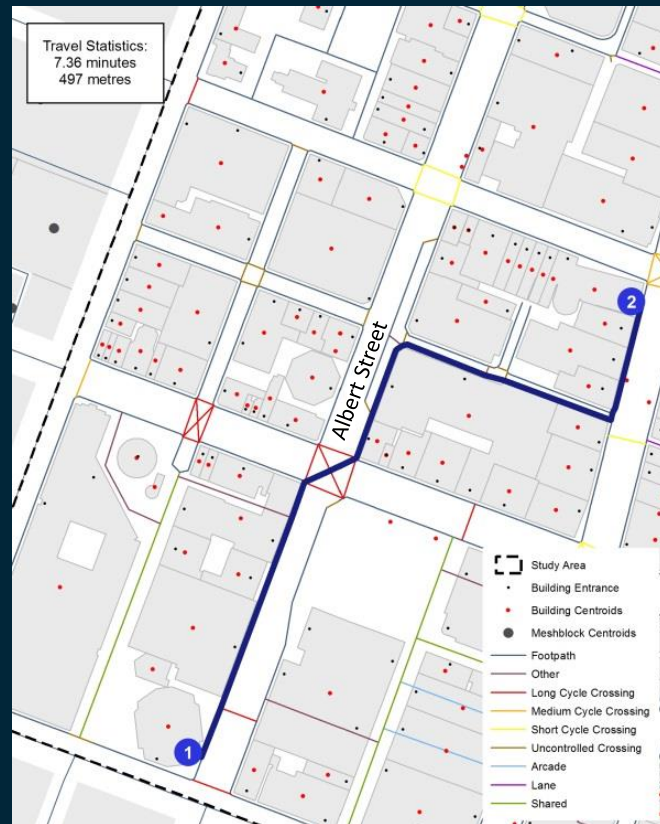 Travel Statistics:
7.36 minutes
497 metres
2
Albert Street
1
Study Area
Building Entrance
Building Centroids
Meshblock Centroids
Footpath
Other
Long Cycle Crossing
Medium Cycle Crossing
Short Cycle Crossing
Uncontrolled Crossing
Arcade
Lane
Shared